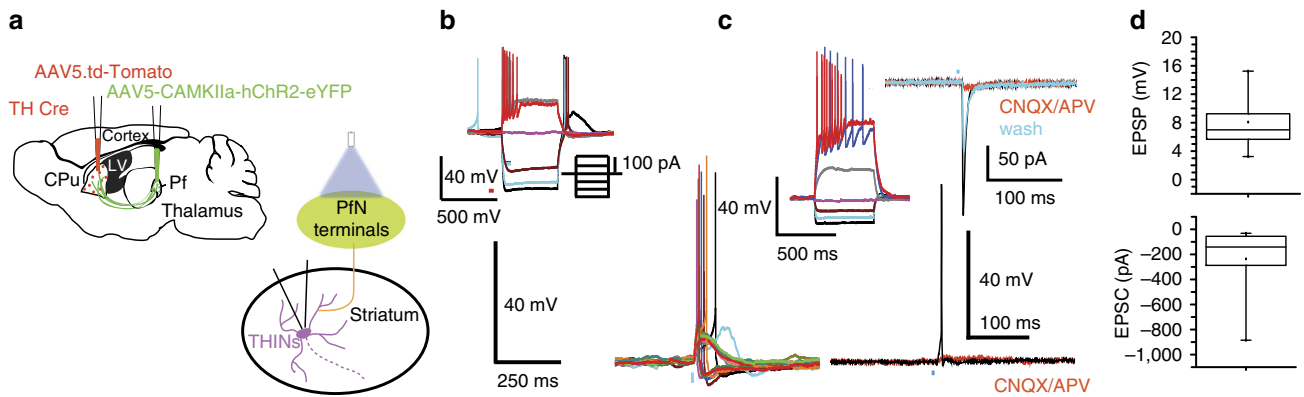 a
AAV5.td-Tomato
AAV5-CAMKIIa-hChR2-eYFP
TH Cre
Cortex
LV
CPu
Pf
Thalamus
PfN
terminals
Striatum
THINs
b
40 mV
500 mV
100 pA
40 mV
250 ms
c
40 mV
500 ms
CNQX/APV
wash
50 pA
100 ms
40 mV
100 ms
CNQX/APV
d
EPSP (mV)
20
16
12
8
4
0
EPSC (pA)
0
–200
–400
–600
–800
–1,000